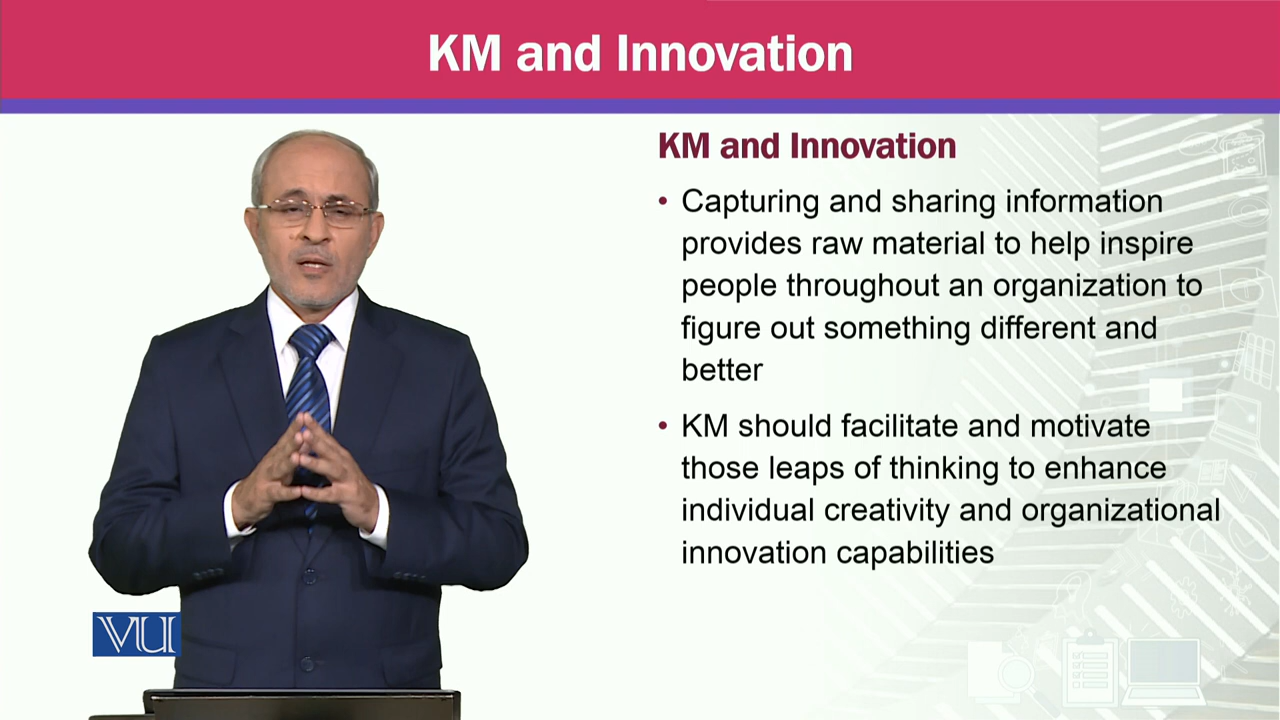 KM and Innovation
KM and Innovation
• Capturing and sharing information
provides raw material to help inspire
people throughout an organization to
figure out something different and
better
• KM should facilitate and motivate
those leaps of thinking to enhance
individual creativity and organizational
innovation capabilities
VU